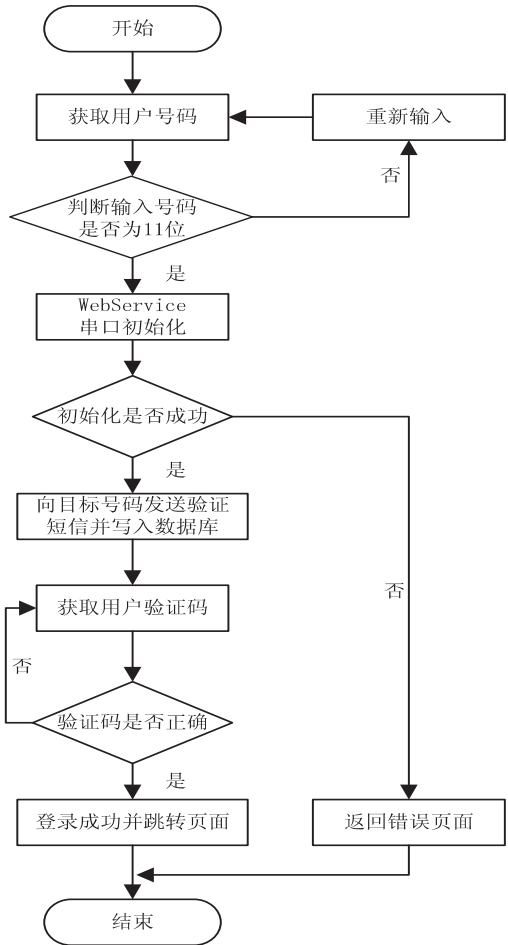 开始
获取用户号码
重新输入
否
判断输入号码
是否为11位
是
WebService
串口初始化
初始化是否成功
是
向目标号码发送验证
短信并写入数据库
否
获取用户验证码
否
验证码是否正确
是
登录成功并跳转页面
返回错误页面
结束